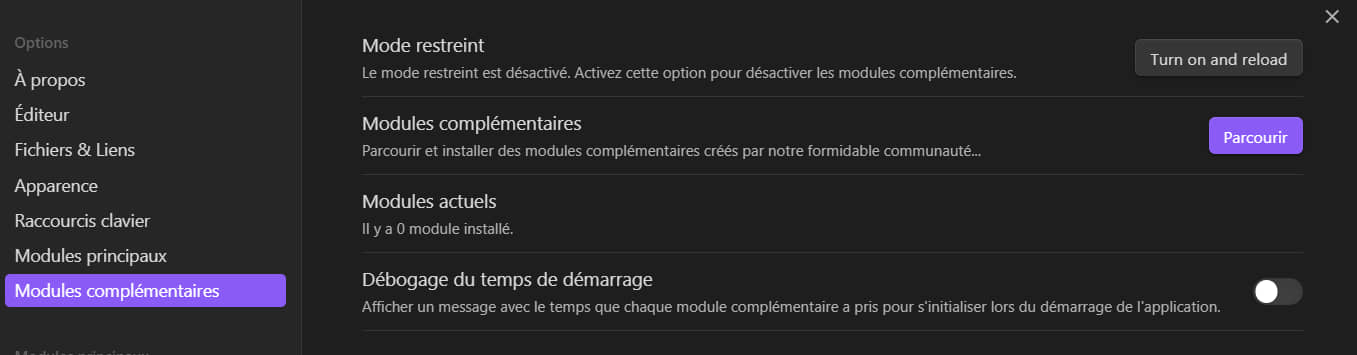 Options
À propos
Éditeur
Fichiers & Liens
Apparence
Raccourcis clavier
Modules principaux
Modules complémentaires
Modules principaux
Mode restreint
Le mode restreint est désactivé. Activez cette option pour désactiver les modules complémentaires.
Turn on and reload
Modules complémentaires
Parcourir et installer des modules complémentaires créés par notre formidable communauté...
Parcourir
Modules actuels
Il y a 0 module installé.
Débogage du temps de démarrage
Afficher un message avec le temps que chaque module complémentaire a pris pour s'initialiser lors du démarrage de l'application.